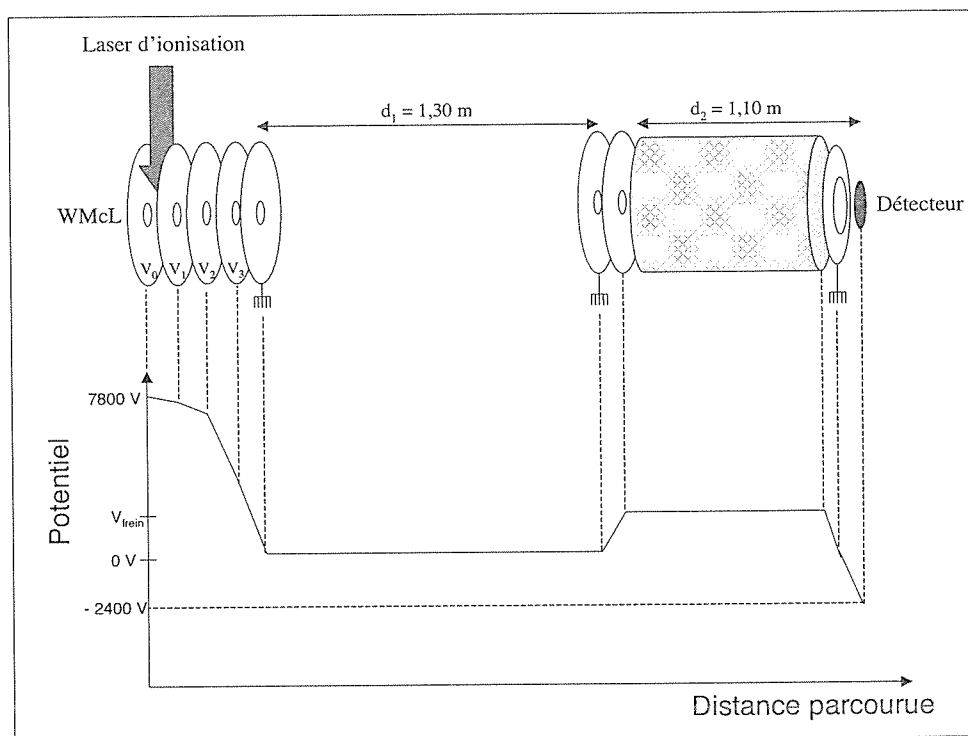 Laser d'ionisation
d₁ = 1,30 m
d₂ = 1,10 m
WMcL
Détecteur
V₀
V₁
V₂
V₃
7800 V
Potentiel
V_frein
0 V
- 2400 V
Distance parcourue